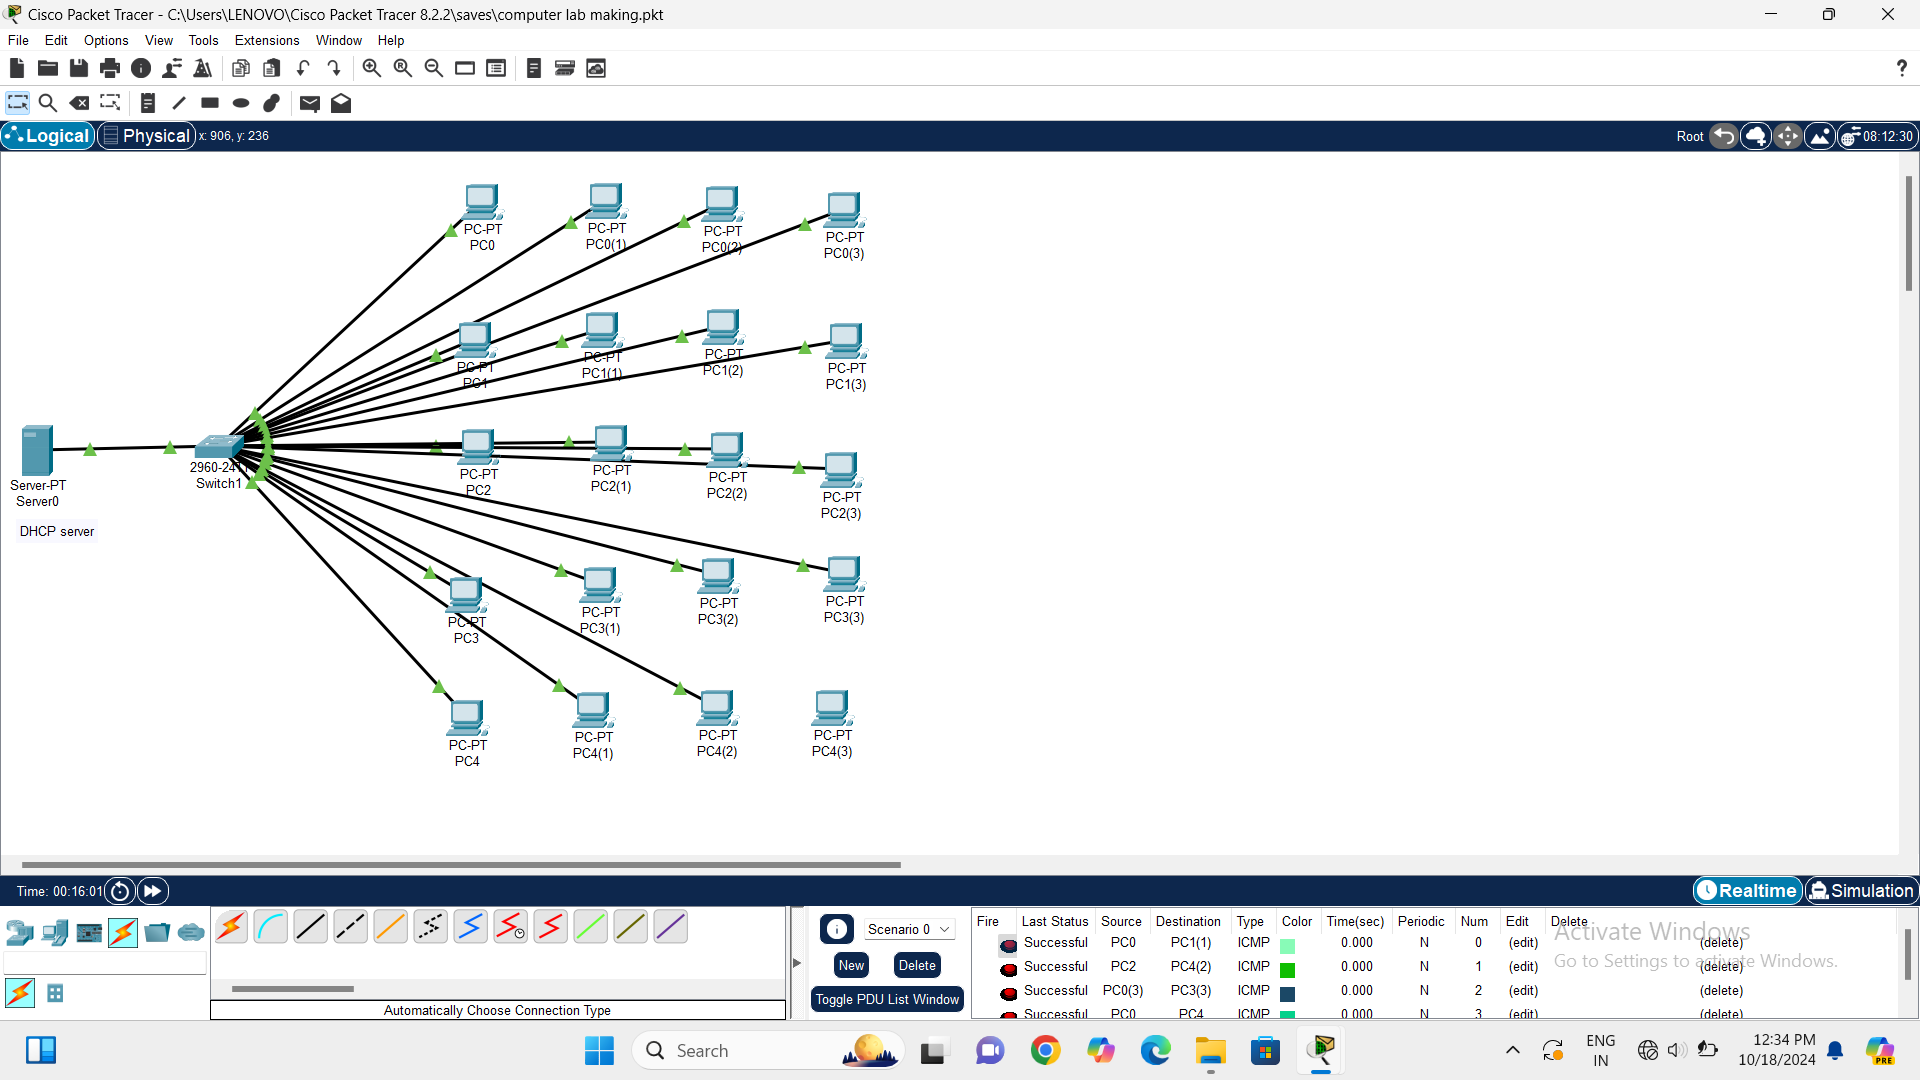 Cisco Packet Tracer - C:\Users\LENOVO\Cisco Packet Tracer 8.2.2\saves\computer lab making.pkt
File Edit Options View Tools Extensions Window Help
Logical Physical x: 906, y: 236 Root 08:12:30
PC-PT
PC0
PC-PT
PC0(1)
PC-PT
PC0(2)
PC-PT
PC0(3)
PC-PT
PC1
PC-PT
PC1(1)
PC-PT
PC1(2)
PC-PT
PC1(3)
Server-PT
Server0
DHCP server
Switch1
PC-PT
PC2
PC-PT
PC2(1)
PC-PT
PC2(2)
PC-PT
PC2(3)
PC-PT
PC3
PC-PT
PC3(1)
PC-PT
PC3(2)
PC-PT
PC3(3)
PC-PT
PC4
PC-PT
PC4(1)
PC-PT
PC4(2)
PC-PT
PC4(3)
Time: 00:16:01 Realtime Simulation
Automatically Choose Connection Type
Scenario 0
New Delete
Toggle PDU List Window
Fire Last Status Source Destination Type Color Time(sec) Periodic Num Edit Delete
Successful PC0 PC1(1) ICMP 0.000 N 0 (edit) (delete)
Successful PC2 PC4(2) ICMP 0.000 N 1 (edit) (delete)
Successful PC0(3) PC3(3) ICMP 0.000 N 2 (edit) (delete)
Successful PC0 PC4 ICMP 0.000 N 3 (edit) (delete)
Activate Windows
Go to Settings to activate Windows.
Search
ENG
IN
12:34 PM
10/18/2024
PRE